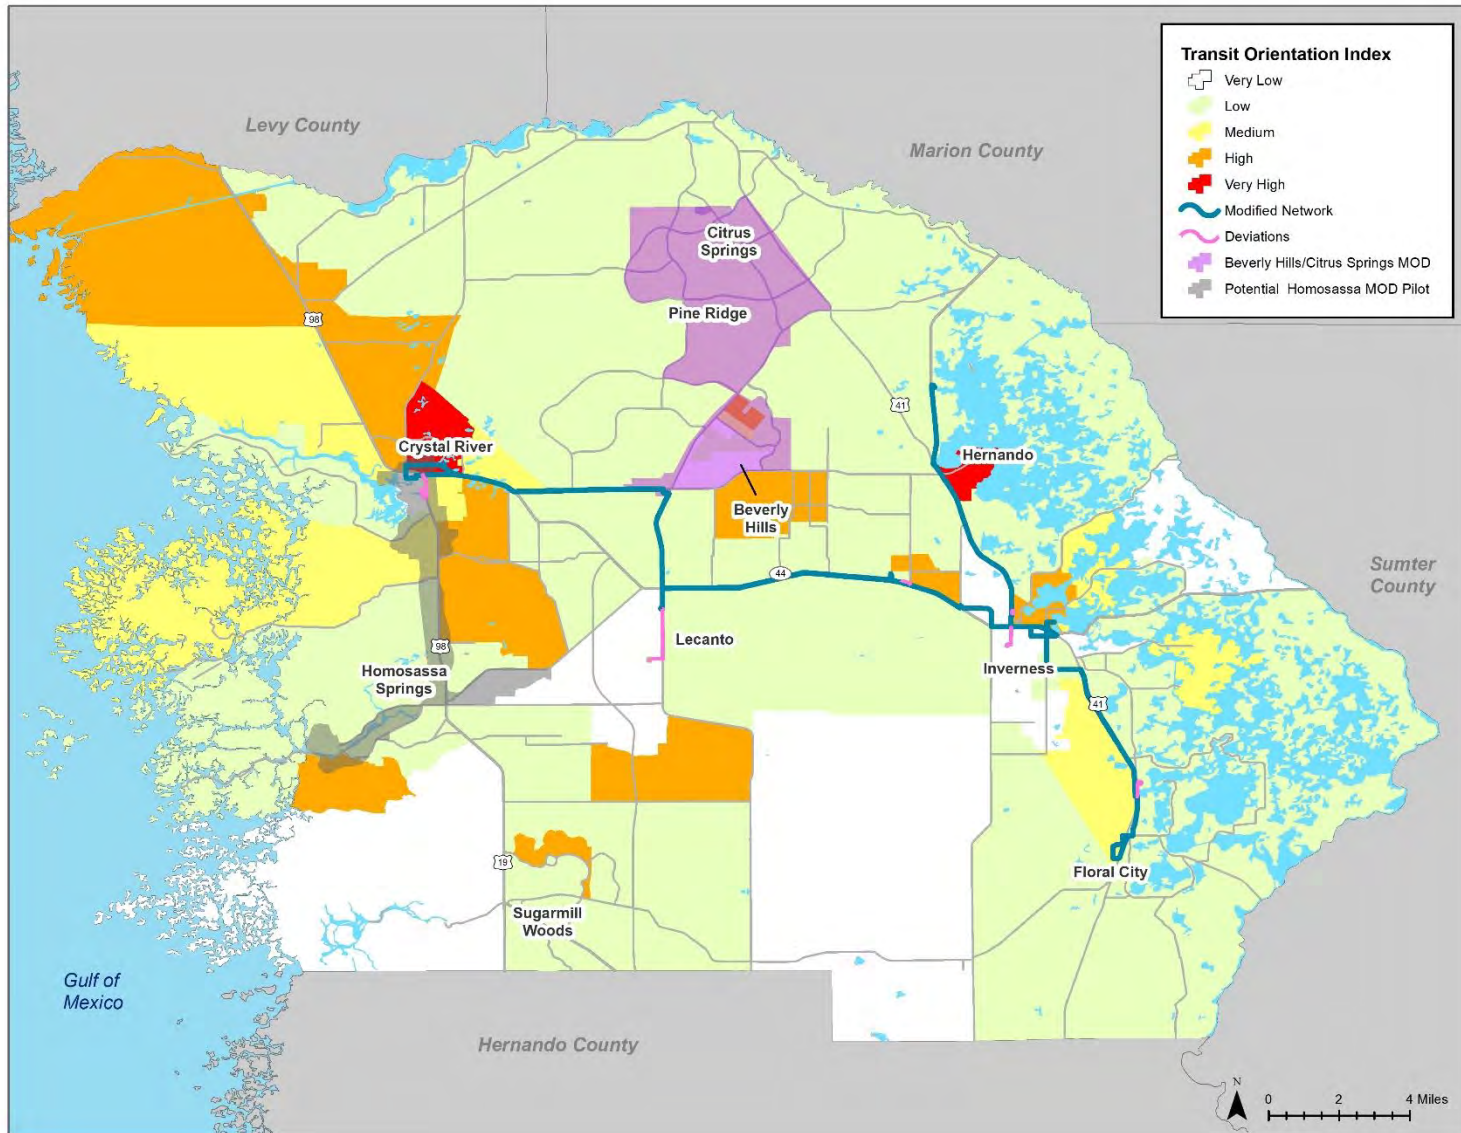 Transit Orientation Index
Very Low
Low
Medium
High
Very High
Modified Network
Deviations
Beverly Hills/Citrus Springs MOD
Potential Homosassa MOD Pilot
Levy County
Marion County
Citrus
Springs
Pine Ridge
98
41
Crystal River
Hernando
Beverly
Hills
44
Sumter
County
Lecanto
98
Homosassa
Springs
Inverness
41
19
Floral City
Sugarmill
Woods
Gulf of
Mexico
Hernando County
N
0 2 4 Miles